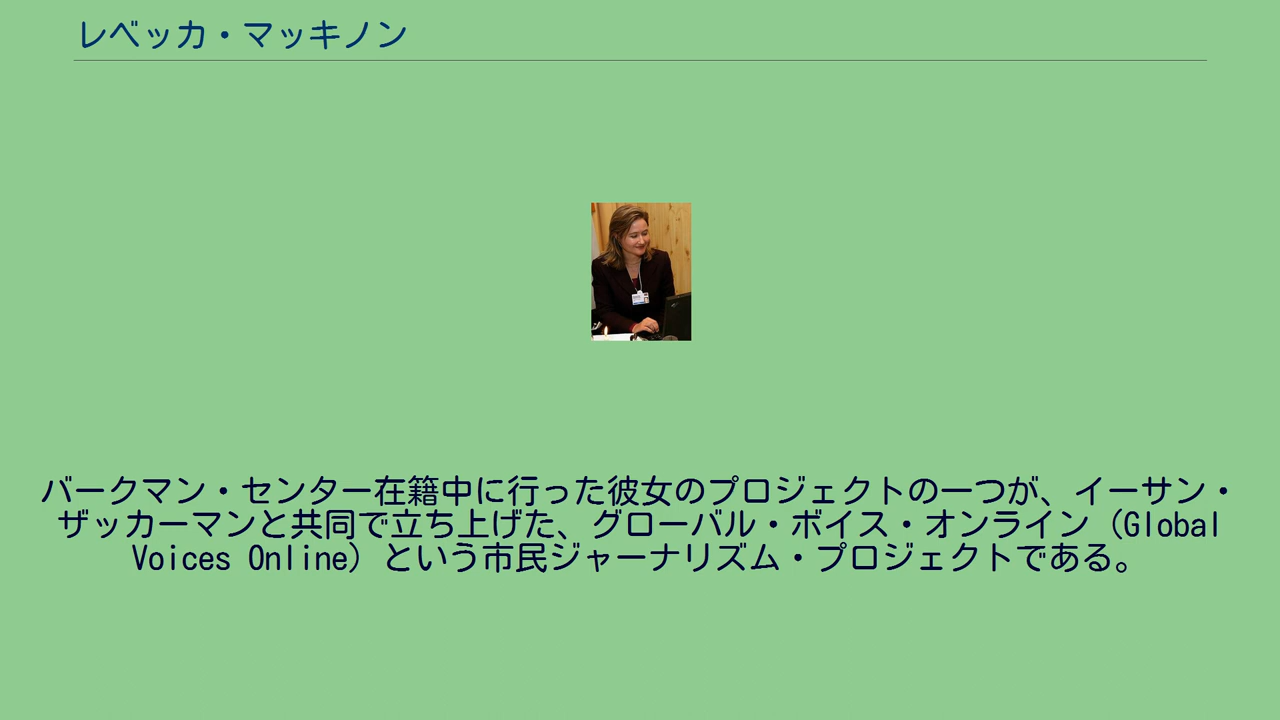 レベッカ・マッキノン
バークマン・センター在籍中に行った彼女のプロジェクトの一つが、イーサン・
ザッカーマンと共同で立ち上げた、グローバル・ボイス・オンライン（Global
Voices Online）という市民ジャーナリズム・プロジェクトである。